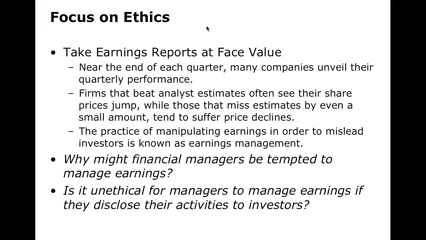 Focus on Ethics
• Take Earnings Reports at Face Value
– Near the end of each quarter, many companies unveil their
quarterly performance.
– Firms that beat analyst estimates often see their share
prices jump, while those that miss estimates by even a
small amount, tend to suffer price declines.
– The practice of manipulating earnings in order to mislead
investors is known as earnings management.
• Why might financial managers be tempted to
manage earnings?
• Is it unethical for managers to manage earnings if
they disclose their activities to investors?